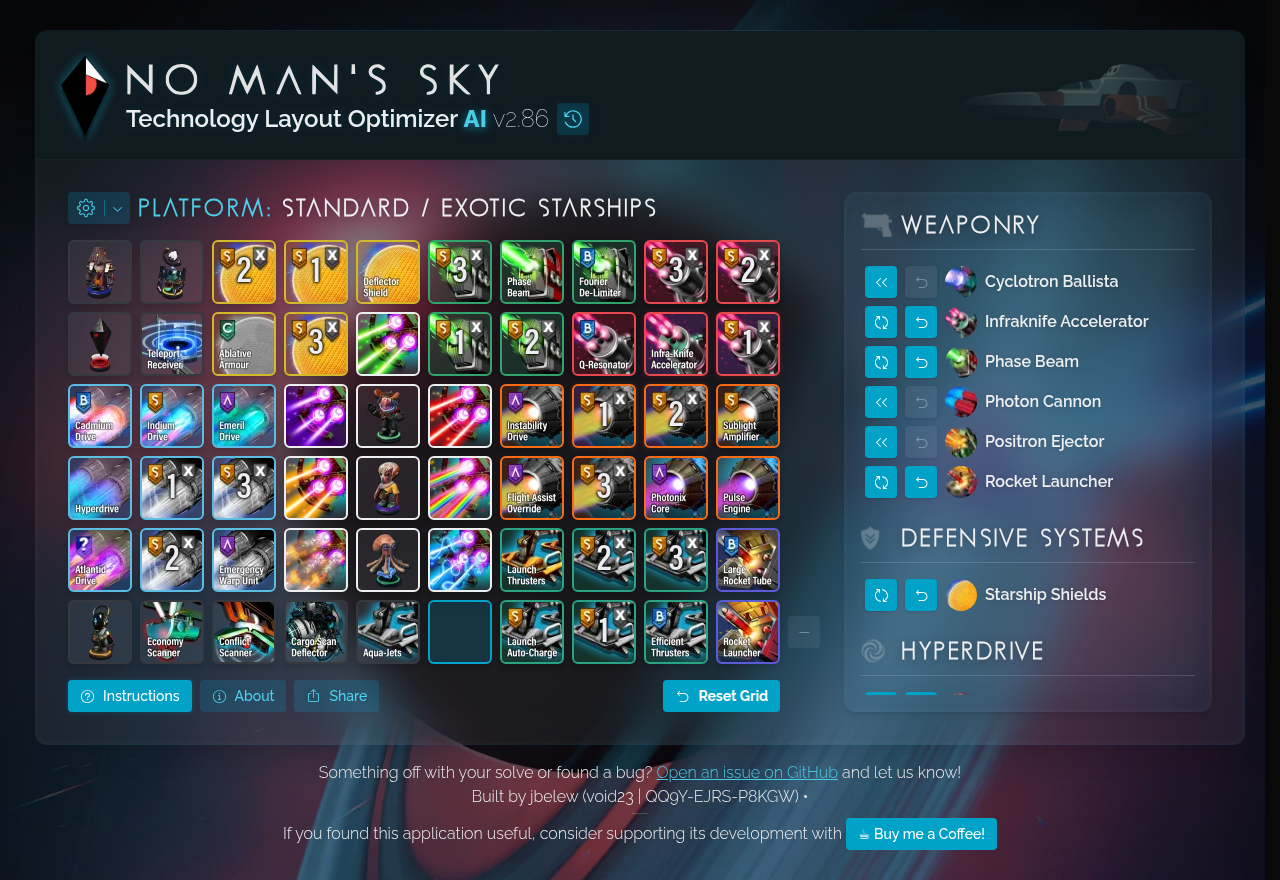 NO MAN'S SKY
Technology Layout Optimizer AI v2.86
PLATFORM: STANDARD / EXOTIC STARSHIPS
S 2 X
S 1 X
Deflector Shield
S 3 X
Phase Beam
B Fourier De-Limiter
S 3 X
S 2 X
Teleport Receiver
C Ablative Armour
S 3 X
S 1 X
S 2 X
B Q-Resonator
Infra-Knife Accelerator
S 1 X
B Cadmium Drive
S Indium Drive
A Emeril Drive
A Instability Drive
S 1 X
S 2 X
S Sublight Amplifier
Hyperdrive
S 1 X
S 3 X
A Flight Assist Override
S 3 X
A Photonix Core
Pulse Engine
? Atlantid Drive
S 2 X
A Emergency Warp Unit
Launch Thrusters
S 2 X
S 3 X
B Large Rocket Tube
Economy Scanner
Conflict Scanner
Cargo Scan Deflector
Aqua-Jets
S Launch Auto-Charge
S 1 X
B Efficient Thrusters
Rocket Launcher
Instructions
About
Share
Reset Grid
WEAPONRY
Cyclotron Ballista
Infraknife Accelerator
Phase Beam
Photon Cannon
Positron Ejector
Rocket Launcher
DEFENSIVE SYSTEMS
Starship Shields
HYPERDRIVE
Something off with your solve or found a bug? Open an issue on GitHub and let us know!
Built by jbelew (void23 | QQ9Y-EJRS-P8KGW) •
If you found this application useful, consider supporting its development with Buy me a Coffee!